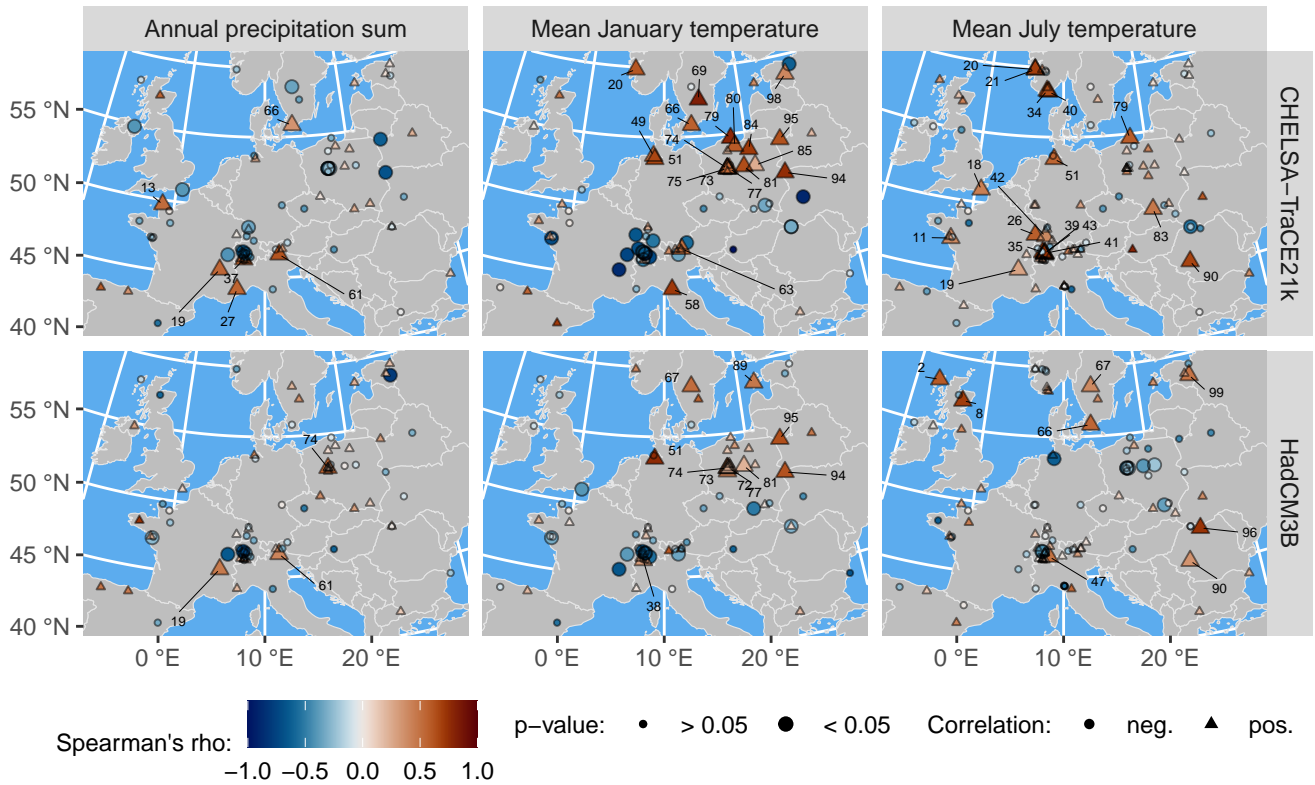 Annual precipitation sum
Mean January temperature
Mean July temperature
CHELSA−TraCE21k
HadCM3B
55 °N
50 °N
45 °N
40 °N
66
13
37
19
27
61
20
69
98
66
80
79
95
49
84
74
51
85
75
73
81
94
77
63
58
20
21
34
40
79
18
42
51
26
39
43
35
41
83
11
19
90
55 °N
50 °N
45 °N
40 °N
74
19
61
67
89
95
51
74
73
72
81
94
77
38
2
67
99
8
66
96
47
90
0 °E
10 °E
20 °E
0 °E
10 °E
20 °E
0 °E
10 °E
20 °E
Spearman's rho:
−1.0
−0.5
0.0
0.5
1.0
p−value:
> 0.05
< 0.05
Correlation:
neg.
pos.